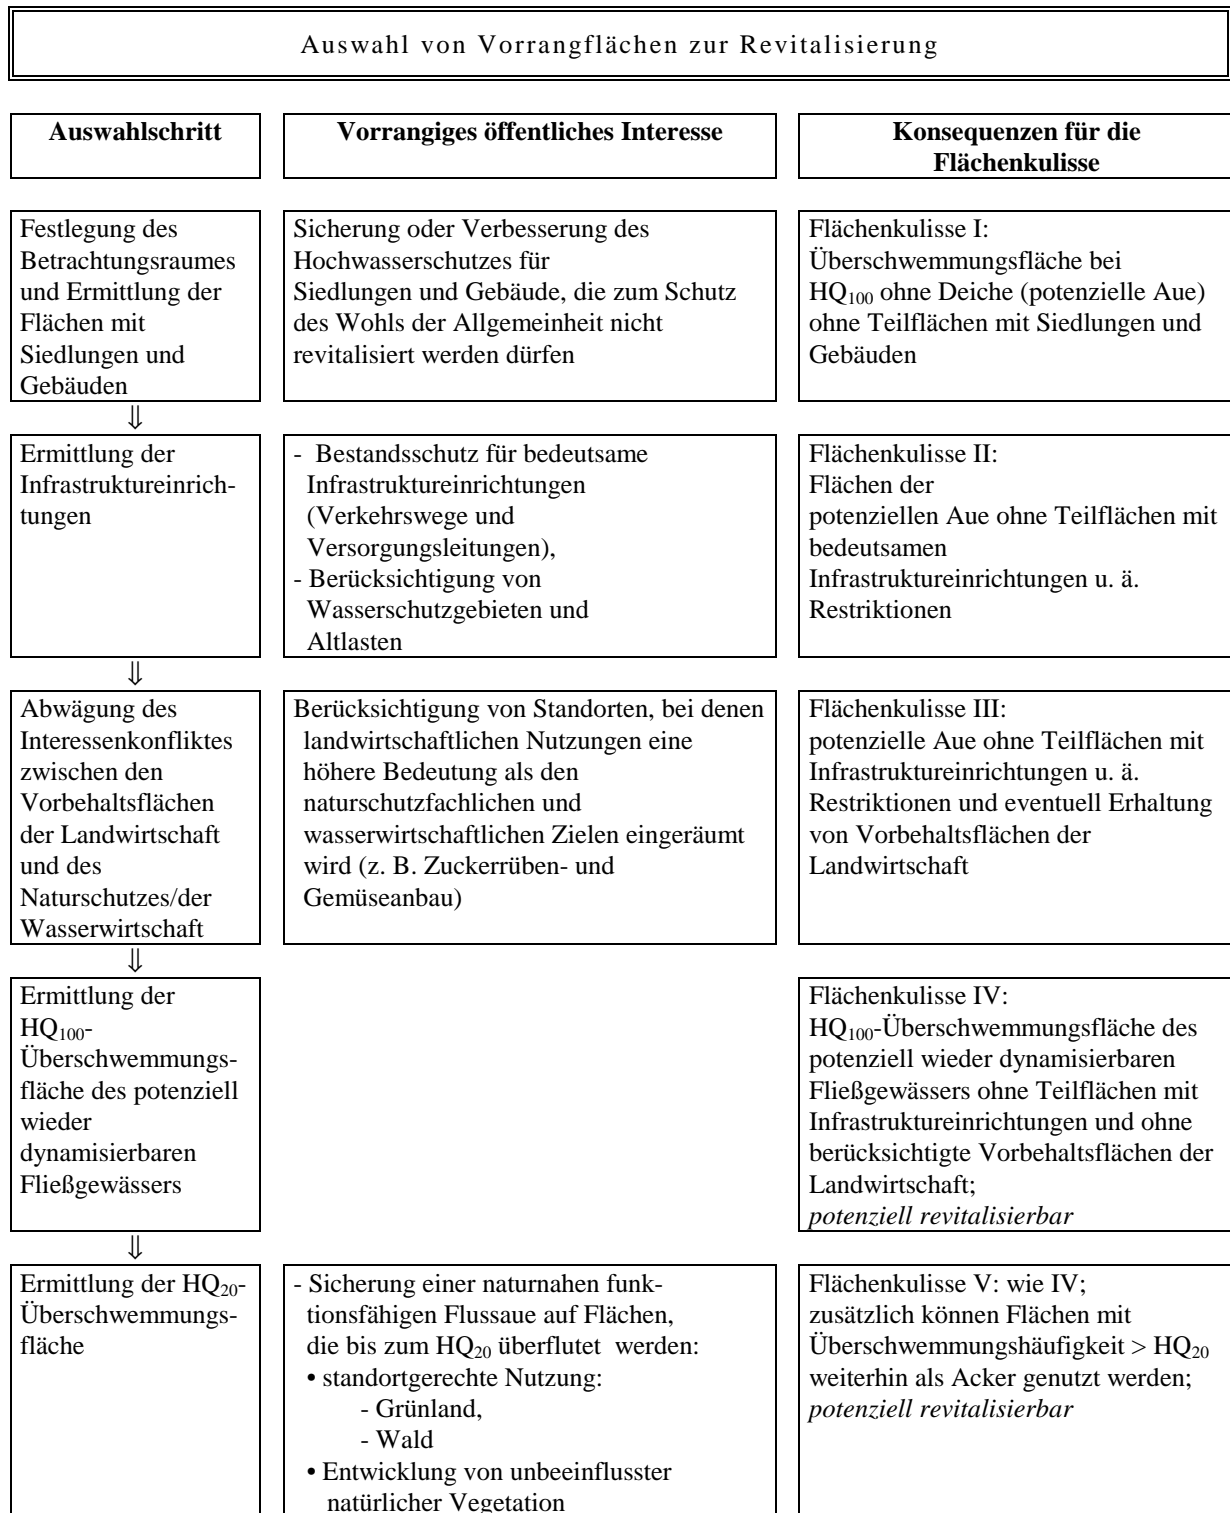 Auswahl von Vorrangflächen zur Revitalisierung
Auswahlschritt
Vorrangiges öffentliches Interesse
Konsequenzen für die
Flächenkulisse
Festlegung des
Betrachtungsraumes
und Ermittlung der
Flächen mit
Siedlungen und
Gebäuden
Sicherung oder Verbesserung des
Hochwasserschutzes für
Siedlungen und Gebäude, die zum Schutz
des Wohls der Allgemeinheit nicht
revitalisiert werden dürfen
Flächenkulisse I:
Überschwemmungsfläche bei
HQ₁₀₀ ohne Deiche (potenzielle Aue)
ohne Teilflächen mit Siedlungen und
Gebäuden
⇓
Ermittlung der
Infrastruktureinrich-
tungen
- Bestandsschutz für bedeutsame
Infrastruktureinrichtungen
(Verkehrswege und
Versorgungsleitungen),
- Berücksichtigung von
Wasserschutzgebieten und
Altlasten
Flächenkulisse II:
Flächen der
potenziellen Aue ohne Teilflächen mit
bedeutsamen
Infrastruktureinrichtungen u. ä.
Restriktionen
⇓
Abwägung des
Interessenkonfliktes
zwischen den
Vorbehaltsflächen
der Landwirtschaft
und des
Naturschutzes/der
Wasserwirtschaft
Berücksichtigung von Standorten, bei denen
landwirtschaftlichen Nutzungen eine
höhere Bedeutung als den
naturschutzfachlichen und
wasserwirtschaftlichen Zielen eingeräumt
wird (z. B. Zuckerrüben- und
Gemüseanbau)
Flächenkulisse III:
potenzielle Aue ohne Teilflächen mit
Infrastruktureinrichtungen u. ä.
Restriktionen und eventuell Erhaltung
von Vorbehaltsflächen der
Landwirtschaft
⇓
Ermittlung der
HQ₁₀₀-
Überschwemmungs-
fläche des potenziell
wieder
dynamisierbaren
Fließgewässers
Flächenkulisse IV:
HQ₁₀₀-Überschwemmungsfläche des
potenziell wieder dynamisierbaren
Fließgewässers ohne Teilflächen mit
Infrastruktureinrichtungen und ohne
berücksichtigte Vorbehaltsflächen der
Landwirtschaft;
potenziell revitalisierbar
⇓
Ermittlung der HQ₂₀-
Überschwemmungs-
fläche
- Sicherung einer naturnahen funk-
tionsfähigen Flussaue auf Flächen,
die bis zum HQ₂₀ überflutet werden:
• standortgerechte Nutzung:
- Grünland,
- Wald
• Entwicklung von unbeeinflusster
natürlicher Vegetation
Flächenkulisse V: wie IV;
zusätzlich können Flächen mit
Überschwemmungshäufigkeit > HQ₂₀
weiterhin als Acker genutzt werden;
potenziell revitalisierbar